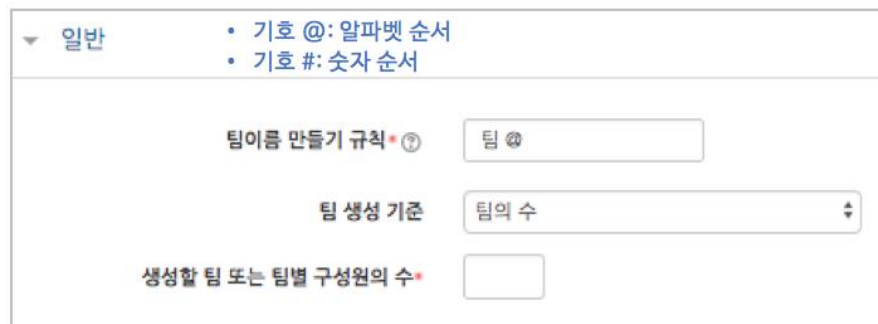 일반
• 기호 @: 알파벳 순서
• 기호 #: 숫자 순서
팀이름 만들기 규칙* ?
팀 @
팀 생성 기준
팀의 수
생성할 팀 또는 팀별 구성원의 수*